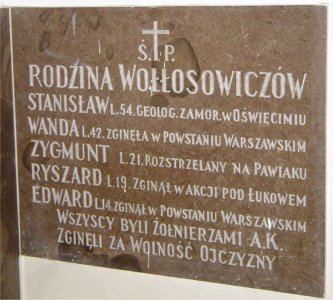 Ś.✝P.
RODZINA WOŁŁOSOWICZÓW
STANISŁAW L.54. GEOLOG. ZAMOR. W OŚWIĘCIMIU
WANDA L.42. ZGINĘŁA W POWSTANIU WARSZAWSKIM
ZYGMUNT L.21. ROZSTRZELANY NA PAWIAKU
RYSZARD L.19. ZGINĄŁ W AKCJI POD ŁUKOWEM
EDWARD L.14. ZGINĄŁ W POWSTANIU WARSZAWSKIM
WSZYSCY BYLI ŻOŁNIERZAMI A.K.
ZGINĘLI ZA WOLNOŚĆ OJCZYZNY